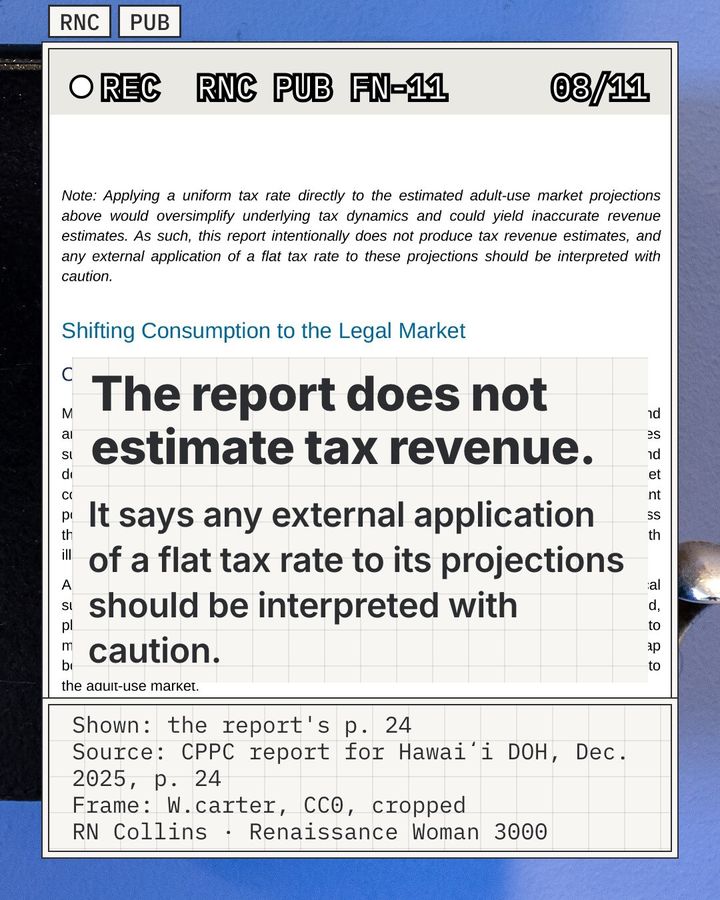 RNC PUB
REC RNC PUB FN-11 08/11
Note: Applying a uniform tax rate directly to the estimated adult-use market projections
above would oversimplify underlying tax dynamics and could yield inaccurate revenue
estimates. As such, this report intentionally does not produce tax revenue estimates, and
any external application of a flat tax rate to these projections should be interpreted with
caution.
Shifting Consumption to the Legal Market
The report does not
estimate tax revenue.
It says any external application
of a flat tax rate to its projections
should be interpreted with
caution.
the adult-use market.
Shown: the report's p. 24
Source: CPPC report for Hawaiʻi DOH, Dec.
2025, p. 24
Frame: W.carter, CC0, cropped
RN Collins · Renaissance Woman 3000